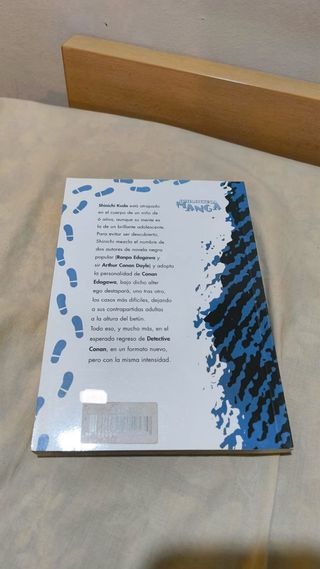 MANGA
Shinichi Kudo está atrapado
en el cuerpo de un niño de
6 años, aunque su mente es
la de un brillante adolescente.
Para evitar ser descubierto,
Shinichi mezcla el nombre de
dos autores de novela negra
popular (Ranpo Edogawa y
sir Arthur Conan Doyle) y adopta
la personalidad de Conan
Edogawa, bajo dicho alter
ego destapará, uno tras otro,
los casos más difíciles, dejando
a sus contrapartidas adultas
a la altura del betún.
Todo eso, y mucho más, en el
esperado regreso de Detective
Conan, en un formato nuevo,
pero con la misma intensidad.